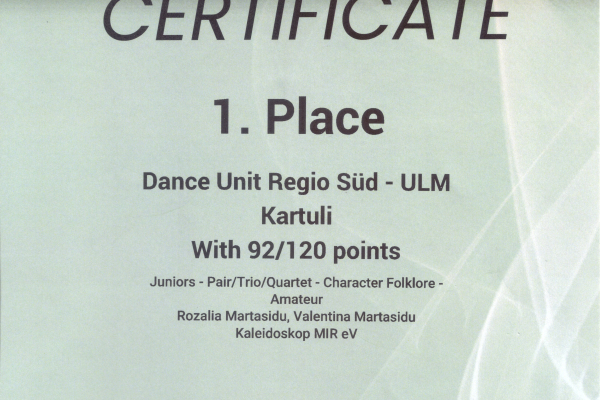 CERTIFICATE
1. Place
Dance Unit Regio Süd - ULM
Kartuli
With 92/120 points
Juniors - Pair/Trio/Quartet - Character Folklore -
Amateur
Rozalia Martasidu, Valentina Martasidu
Kaleidoskop MIR eV